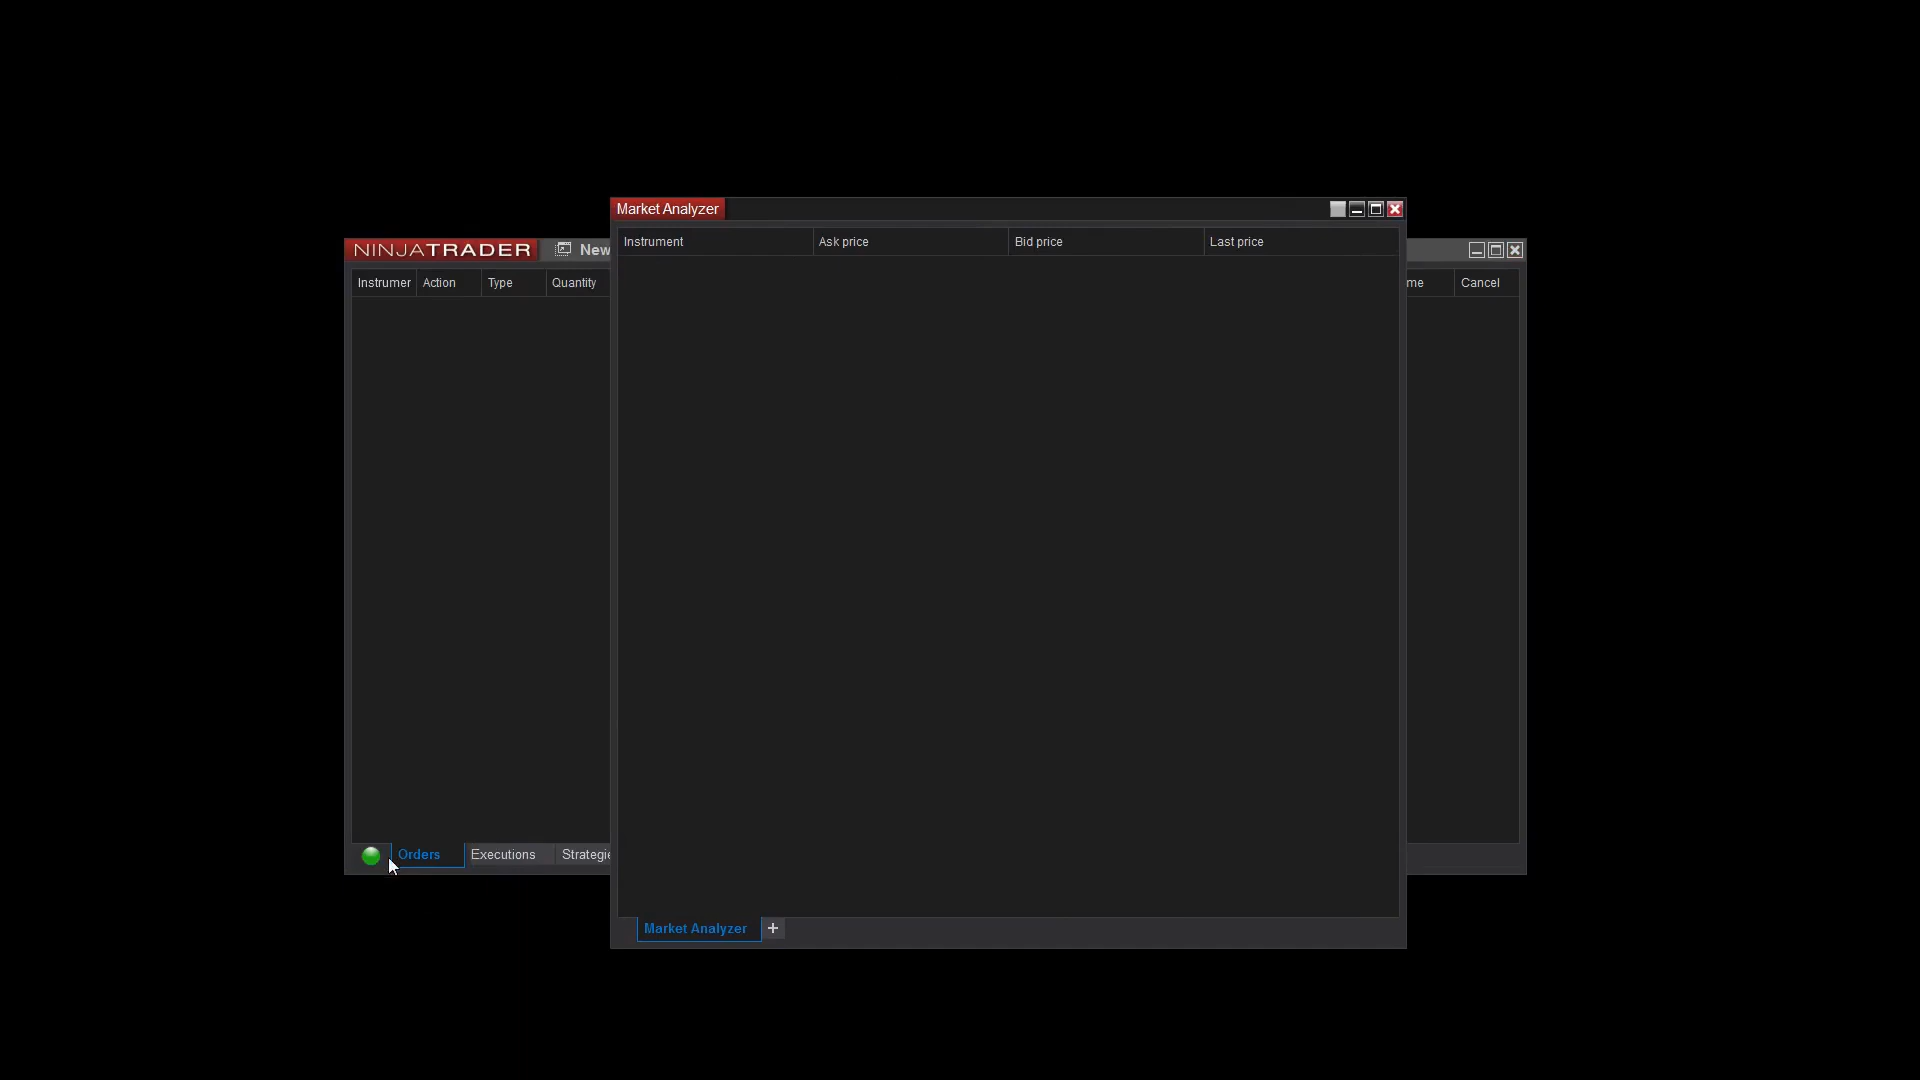 Market Analyzer
Instrument Ask price Bid price Last price
NINJATRADER New
Instrumer Action Type Quantity me Cancel
Orders Executions Strategie
Market Analyzer +